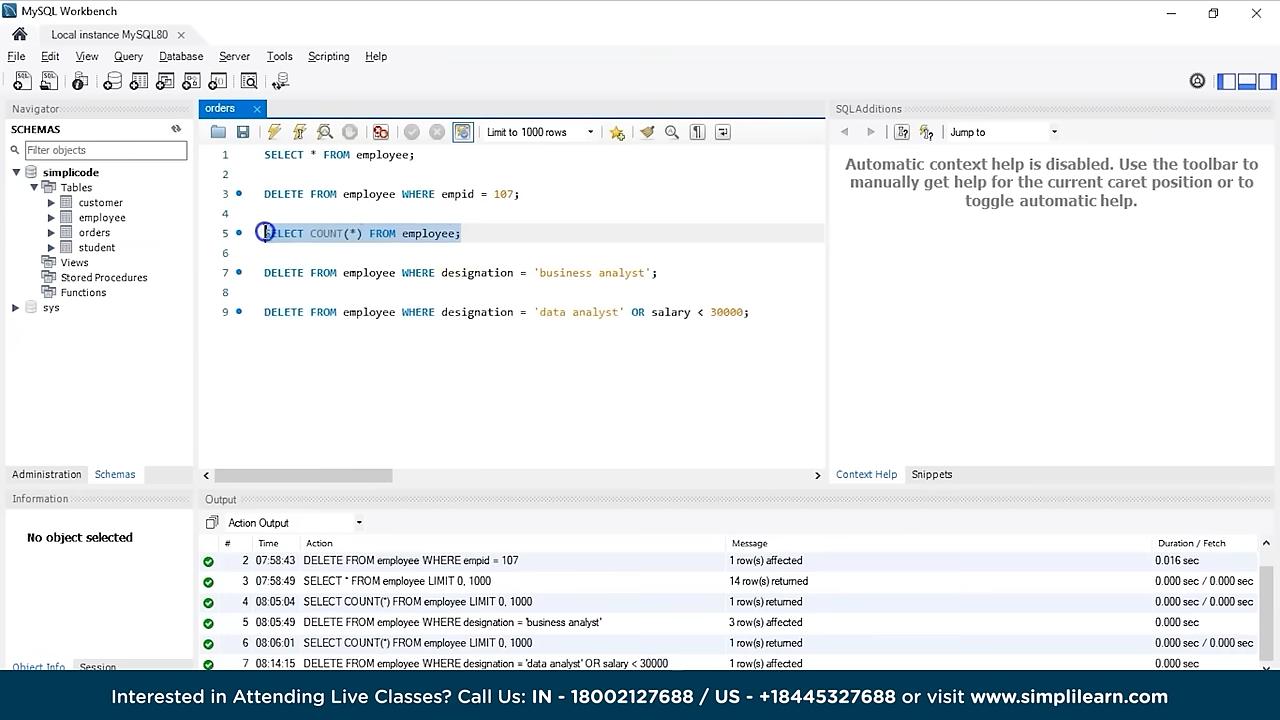 MySQL Workbench
Local instance MySQL80
File Edit View Query Database Server Tools Scripting Help
Navigator
SCHEMAS
Filter objects
simplicode
Tables
customer
employee
orders
student
Views
Stored Procedures
Functions
sys
Administration Schemas
Information
No object selected
Object Info Session
orders
Limit to 1000 rows
1 SELECT * FROM employee;
2
3 DELETE FROM employee WHERE empid = 107;
4
5 SELECT COUNT(*) FROM employee;
6
7 DELETE FROM employee WHERE designation = 'business analyst';
8
9 DELETE FROM employee WHERE designation = 'data analyst' OR salary < 30000;
SQLAdditions
Jump to
Automatic context help is disabled. Use the toolbar to
manually get help for the current caret position or to
toggle automatic help.
Context Help Snippets
Output
Action Output
# Time Action Message Duration / Fetch
2 07:58:43 DELETE FROM employee WHERE empid = 107 1 row(s) affected 0.016 sec
3 07:58:49 SELECT * FROM employee LIMIT 0, 1000 14 row(s) returned 0.000 sec / 0.000 sec
4 08:05:04 SELECT COUNT(*) FROM employee LIMIT 0, 1000 1 row(s) returned 0.000 sec / 0.000 sec
5 08:05:49 DELETE FROM employee WHERE designation = 'business analyst' 3 row(s) affected 0.000 sec
6 08:06:01 SELECT COUNT(*) FROM employee LIMIT 0, 1000 1 row(s) returned 0.000 sec / 0.000 sec
7 08:14:15 DELETE FROM employee WHERE designation = 'data analyst' OR salary < 30000 1 row(s) affected 0.000 sec
Interested in Attending Live Classes? Call Us: IN - 18002127688 / US - +18445327688 or visit www.simplilearn.com